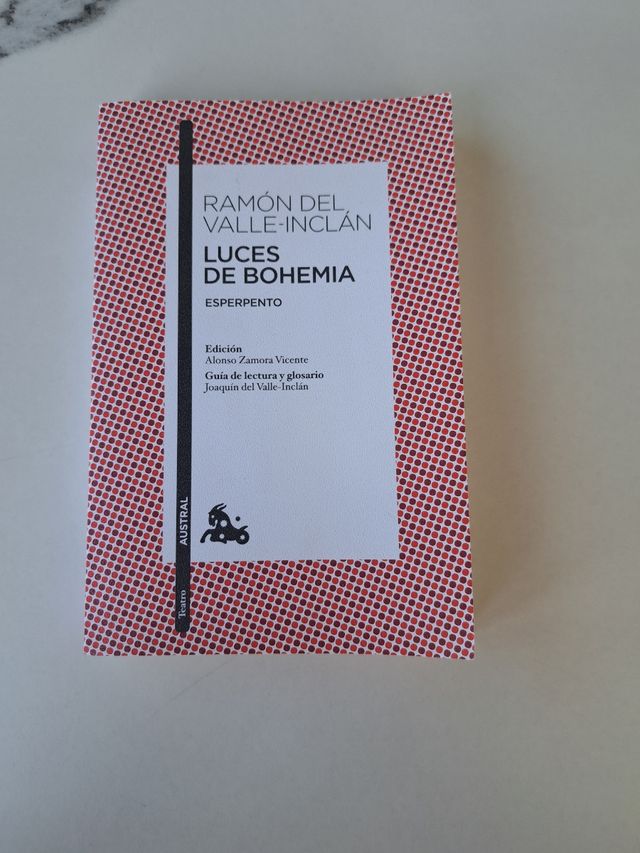 RAMÓN DEL
VALLE-INCLÁN
LUCES
DE BOHEMIA
ESPERPENTO
Edición
Alonso Zamora Vicente
Guía de lectura y glosario
Joaquín del Valle-Inclán
AUSTRAL
Teatro